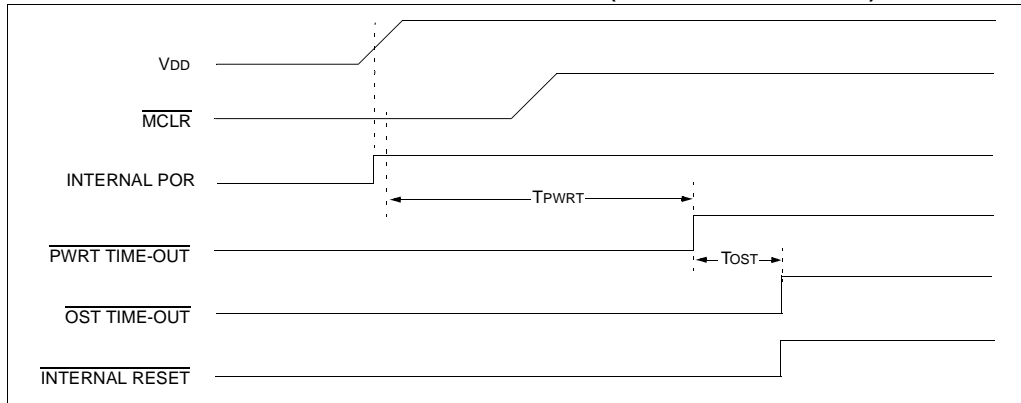 VDD
MCLR
INTERNAL POR
TPWRT
PWRT TIME-OUT
TOST
OST TIME-OUT
INTERNAL RESET